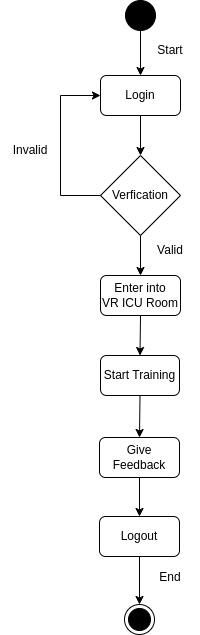 Start
Login
Invalid
Verfication
Valid
Enter into
VR ICU Room
Start Training
Give
Feedback
Logout
End